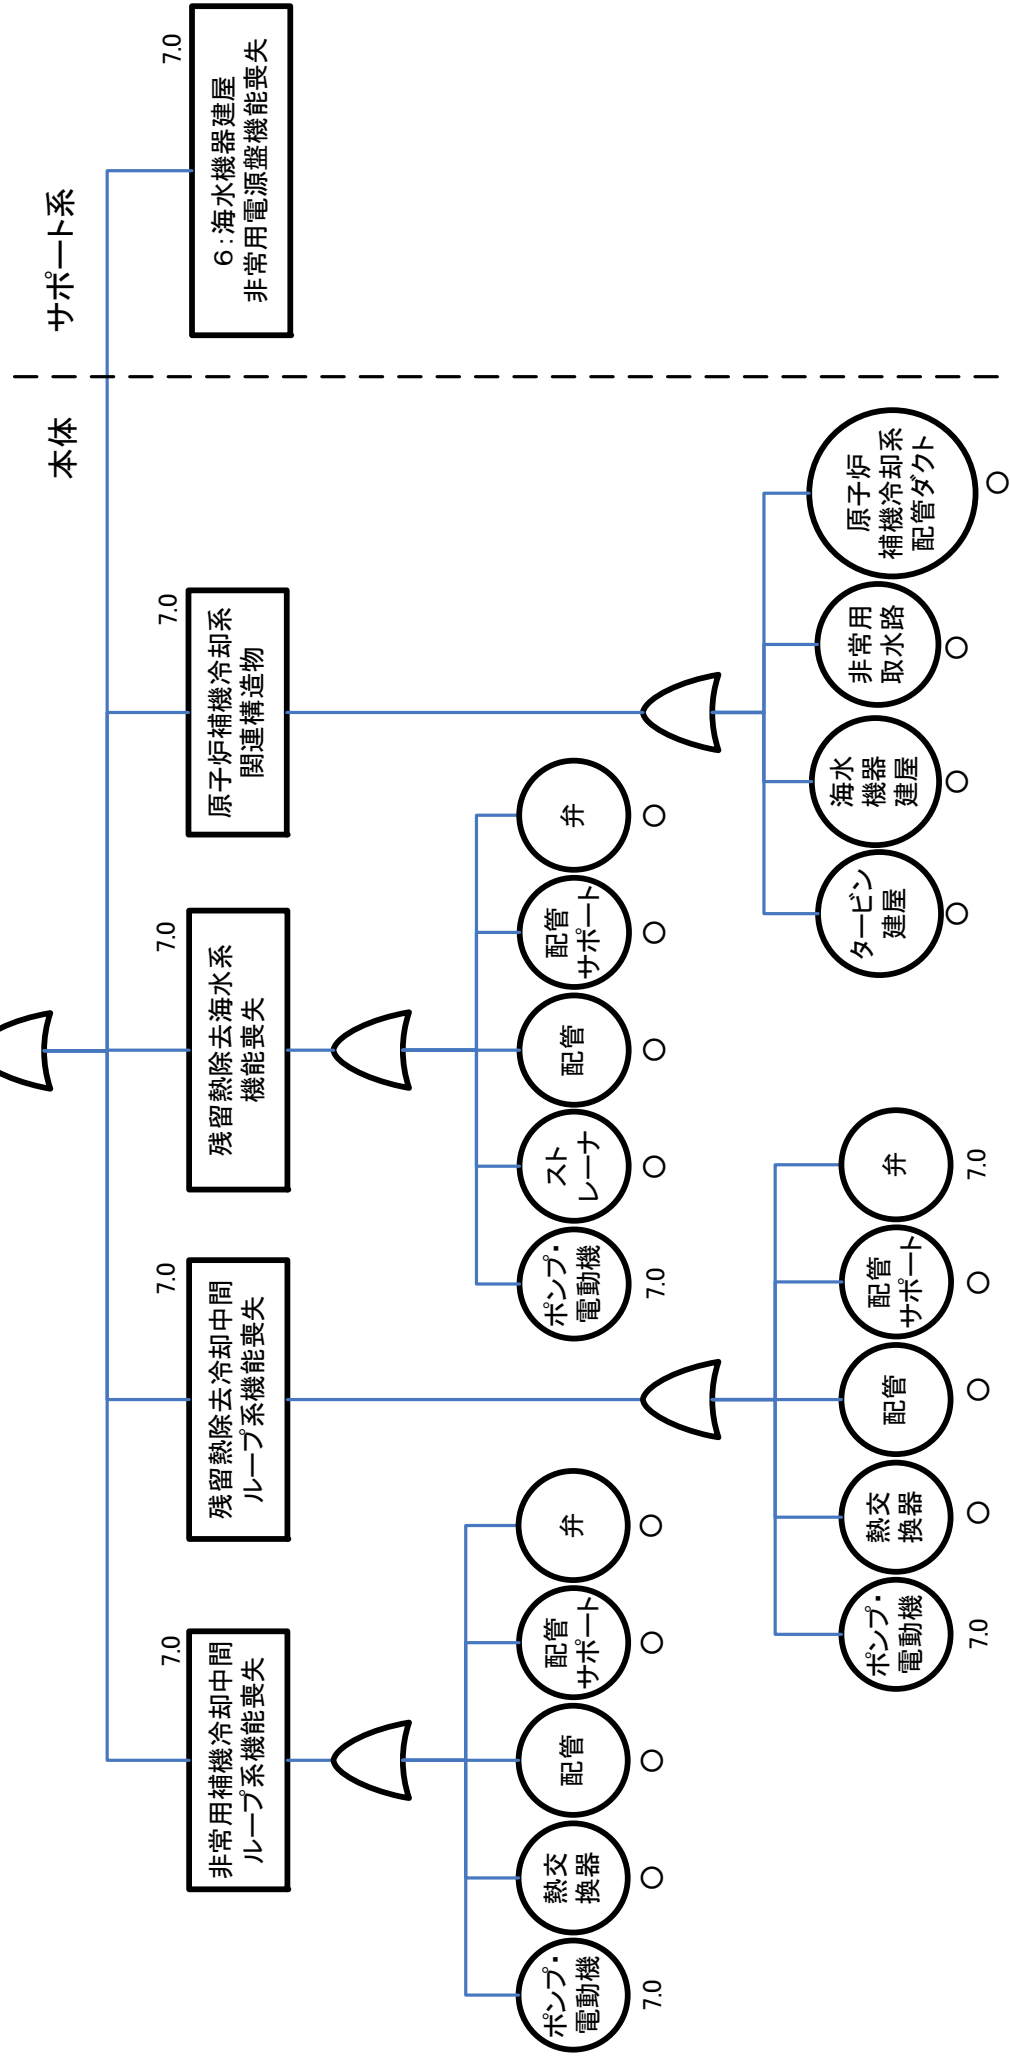 本体
サポート系
7.0
非常用補機冷却中間
ループ系機能喪失
7.0
残留熱除去冷却中間
ループ系機能喪失
7.0
残留熱除去海水系
機能喪失
7.0
原子炉補機冷却系
関連構造物
7.0
6:海水機器建屋
非常用電源盤機能喪失
ポンプ・
電動機
7.0
熱交
換器
○
配管
○
配管
サポート
○
弁
○
ポンプ・
電動機
7.0
スト
レーナ
○
配管
○
配管
サポート
○
弁
○
ポンプ・
電動機
7.0
熱交
換器
○
配管
○
配管
サポート
○
弁
7.0
タービン
建屋
○
海水
機器
建屋
○
非常用
取水路
○
原子炉
補機冷却系
配管ダクト
○